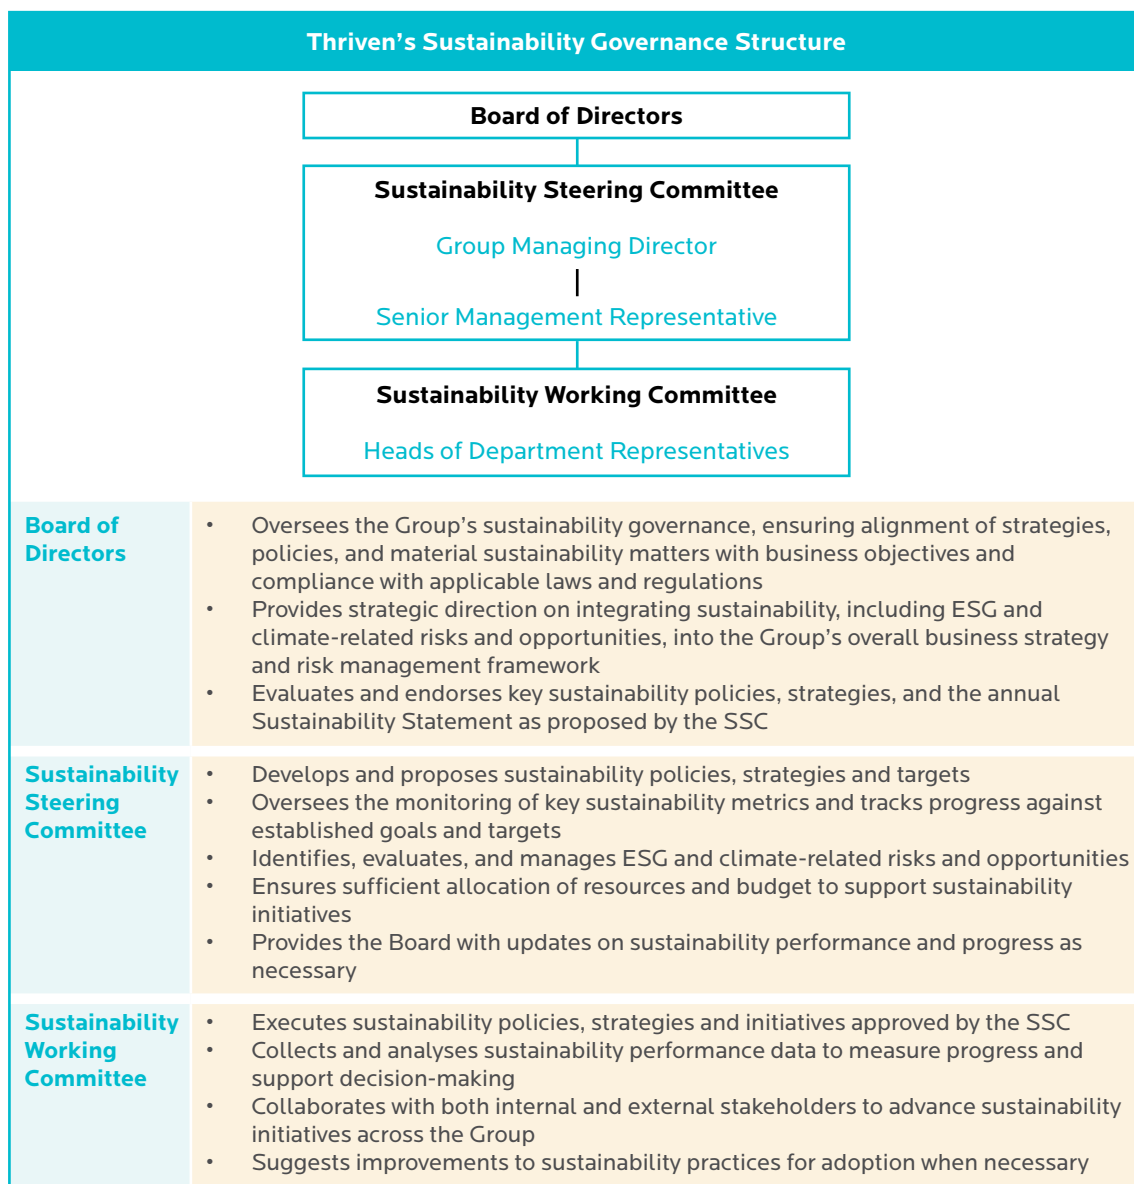 Thriven’s Sustainability Governance Structure
Board of Directors
Sustainability Steering Committee
Group Managing Director
Senior Management Representative
Sustainability Working Committee
Heads of Department Representatives
Board of
Directors
• Oversees the Group’s sustainability governance, ensuring alignment of strategies,
policies, and material sustainability matters with business objectives and
compliance with applicable laws and regulations
• Provides strategic direction on integrating sustainability, including ESG and
climate-related risks and opportunities, into the Group’s overall business strategy
and risk management framework
• Evaluates and endorses key sustainability policies, strategies, and the annual
Sustainability Statement as proposed by the SSC
Sustainability
Steering
Committee
• Develops and proposes sustainability policies, strategies and targets
• Oversees the monitoring of key sustainability metrics and tracks progress against
established goals and targets
• Identifies, evaluates, and manages ESG and climate-related risks and opportunities
• Ensures sufficient allocation of resources and budget to support sustainability
initiatives
• Provides the Board with updates on sustainability performance and progress as
necessary
Sustainability
Working
Committee
• Executes sustainability policies, strategies and initiatives approved by the SSC
• Collects and analyses sustainability performance data to measure progress and
support decision-making
• Collaborates with both internal and external stakeholders to advance sustainability
initiatives across the Group
• Suggests improvements to sustainability practices for adoption when necessary